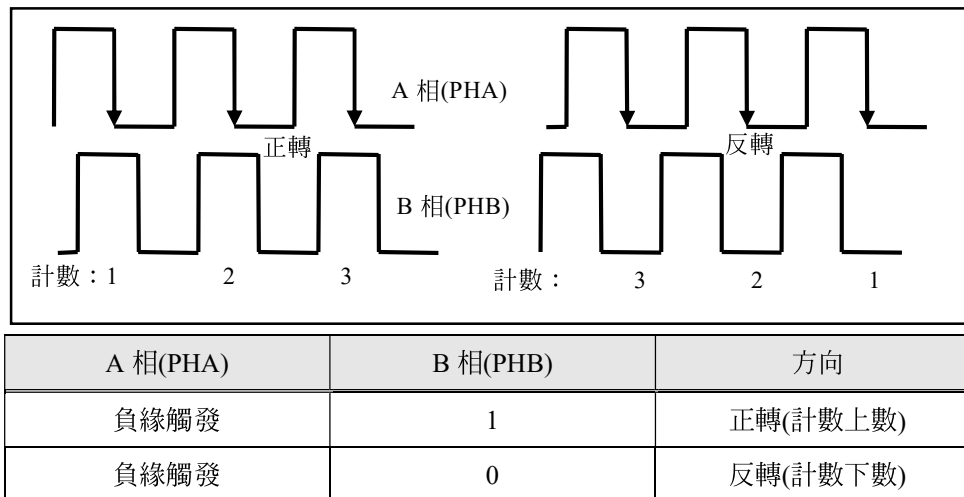 A 相(PHA)
正轉
反轉
B 相(PHB)
計數：1 2 3
計數： 3 2 1
A 相(PHA) B 相(PHB) 方向
負緣觸發 1 正轉(計數上數)
負緣觸發 0 反轉(計數下數)